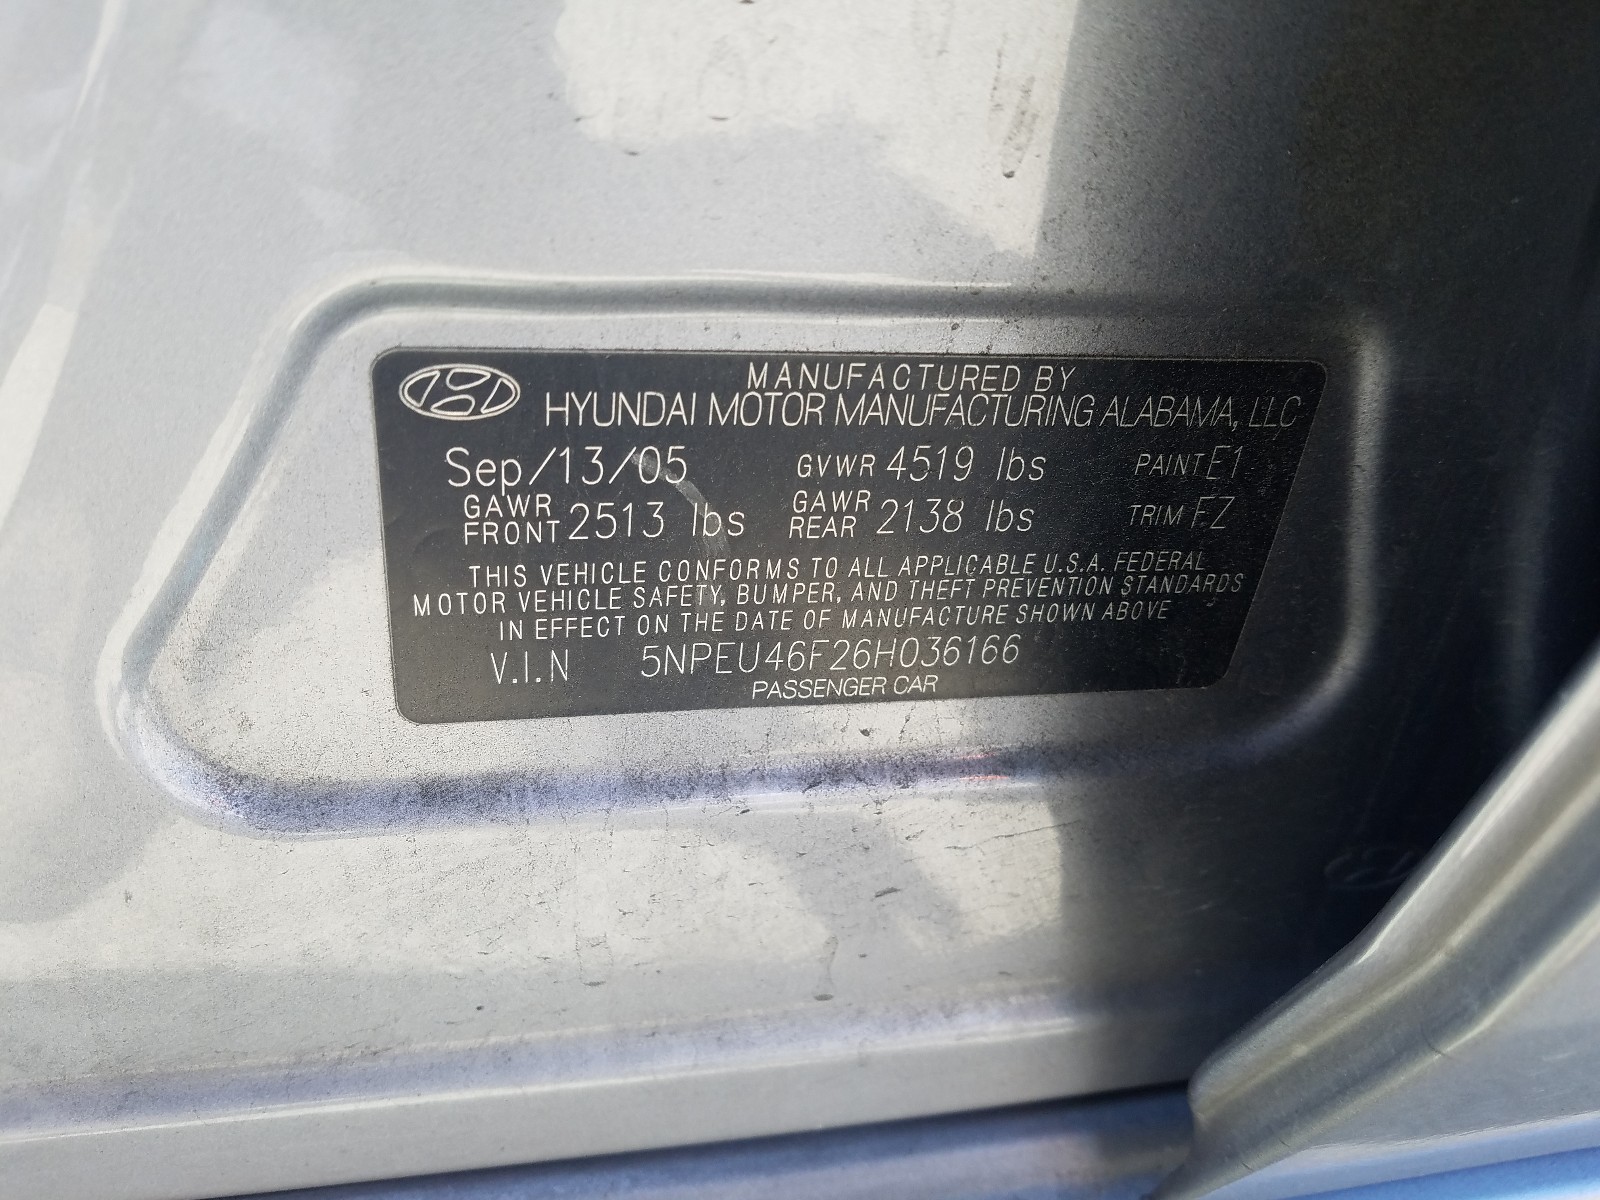 MANUFACTURED BY
HYUNDAI MOTOR MANUFACTURING ALABAMA, LLC
Sep/13/05 GVWR 4519 lbs PAINT E1
GAWR FRONT 2513 lbs GAWR REAR 2138 lbs TRIM FZ
THIS VEHICLE CONFORMS TO ALL APPLICABLE U.S.A. FEDERAL
MOTOR VEHICLE SAFETY, BUMPER, AND THEFT PREVENTION STANDARDS
IN EFFECT ON THE DATE OF MANUFACTURE SHOWN ABOVE
V.I.N 5NPEU46F26H036166
PASSENGER CAR